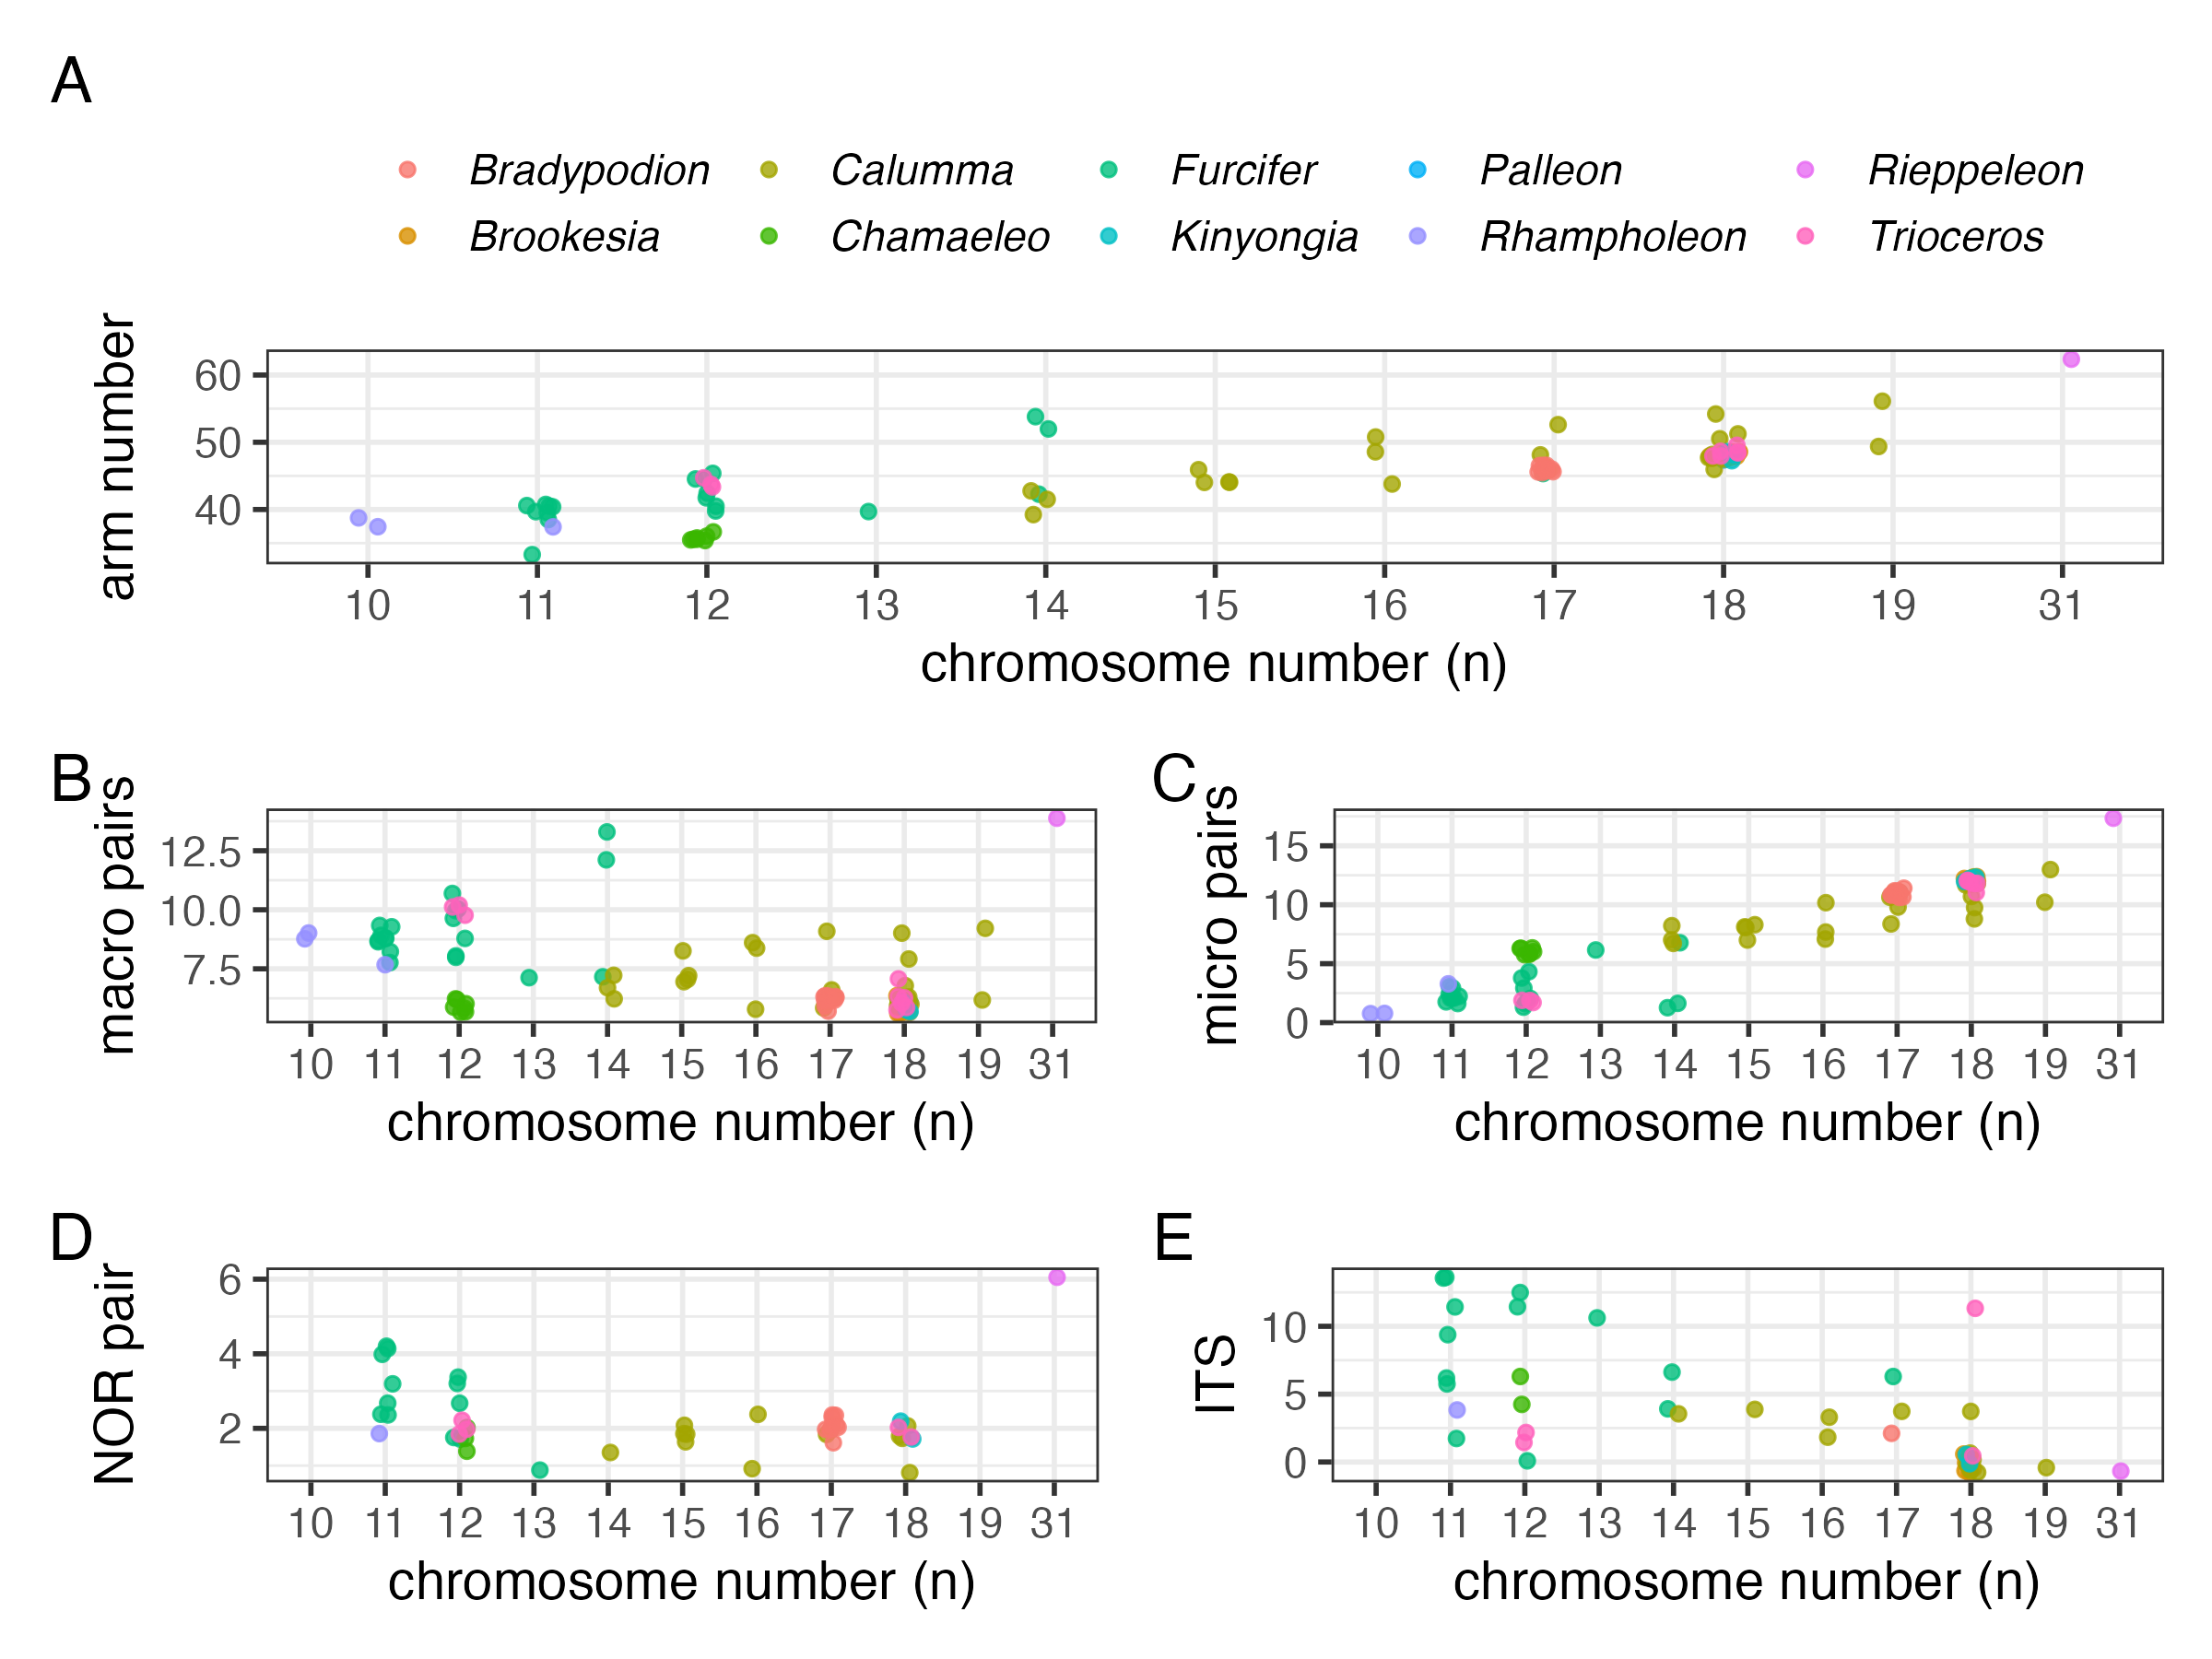 A
Bradypodion Calumma Furcifer Palleon Rieppeleon
Brookesia Chamaeleo Kinyongia Rhampholeon Trioceros
arm number
60
50
40
10 11 12 13 14 15 16 17 18 19 31
chromosome number (n)
B
macro pairs
12.5
10.0
7.5
10 11 12 13 14 15 16 17 18 19 31
chromosome number (n)
C
micro pairs
15
10
5
0
10 11 12 13 14 15 16 17 18 19 31
chromosome number (n)
D
NOR pair
6
4
2
10 11 12 13 14 15 16 17 18 19 31
chromosome number (n)
E
ITS
10
5
0
10 11 12 13 14 15 16 17 18 19 31
chromosome number (n)